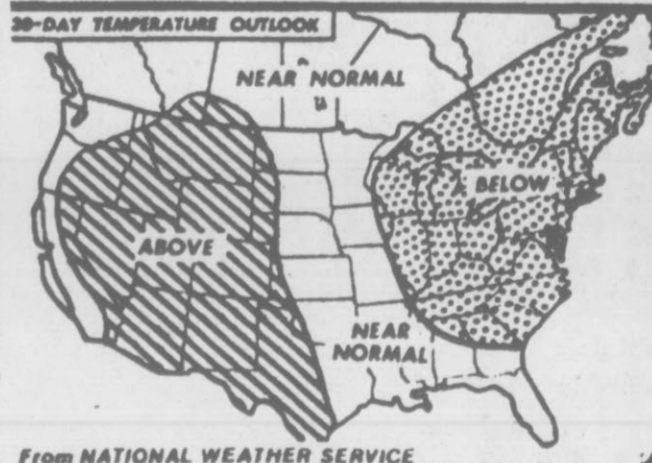 30-DAY TEMPERATURE OUTLOOK
NEAR NORMAL
BELOW
ABOVE
NEAR
NORMAL
From NATIONAL WEATHER SERVICE